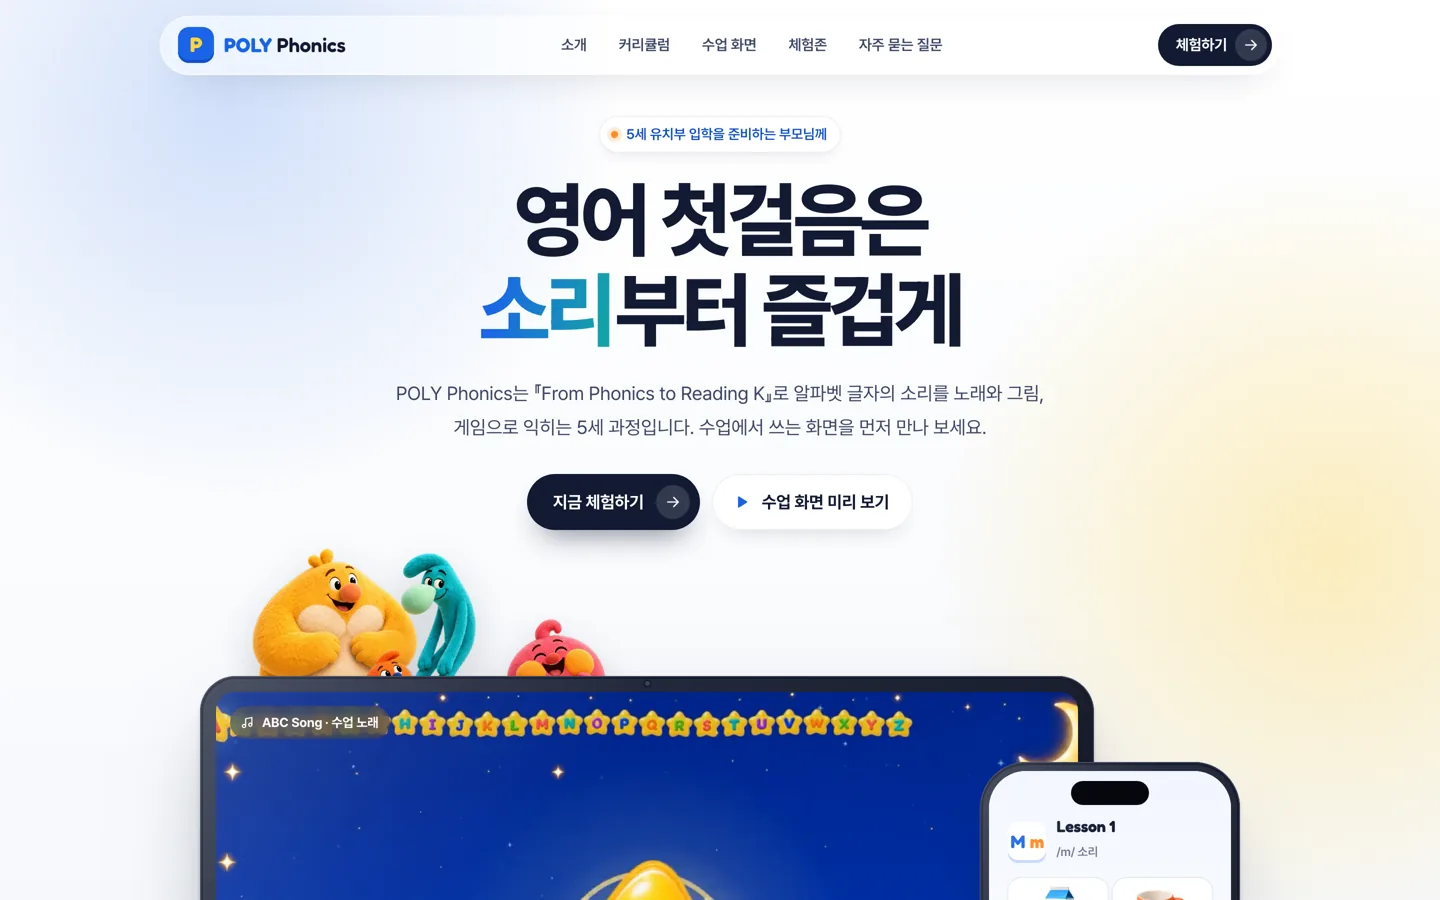 P POLY Phonics
소개
커리큘럼
수업 화면
체험존
자주 묻는 질문
체험하기
5세 유치부 입학을 준비하는 부모님께
영어 첫걸음은
소리부터 즐겁게
POLY Phonics는 『From Phonics to Reading K』로 알파벳 글자의 소리를 노래와 그림,
게임으로 익히는 5세 과정입니다. 수업에서 쓰는 화면을 먼저 만나 보세요.
지금 체험하기
수업 화면 미리 보기
ABC Song · 수업 노래
H I J K L M N O P Q R S T U V W X Y Z
M m
Lesson 1
/m/ 소리